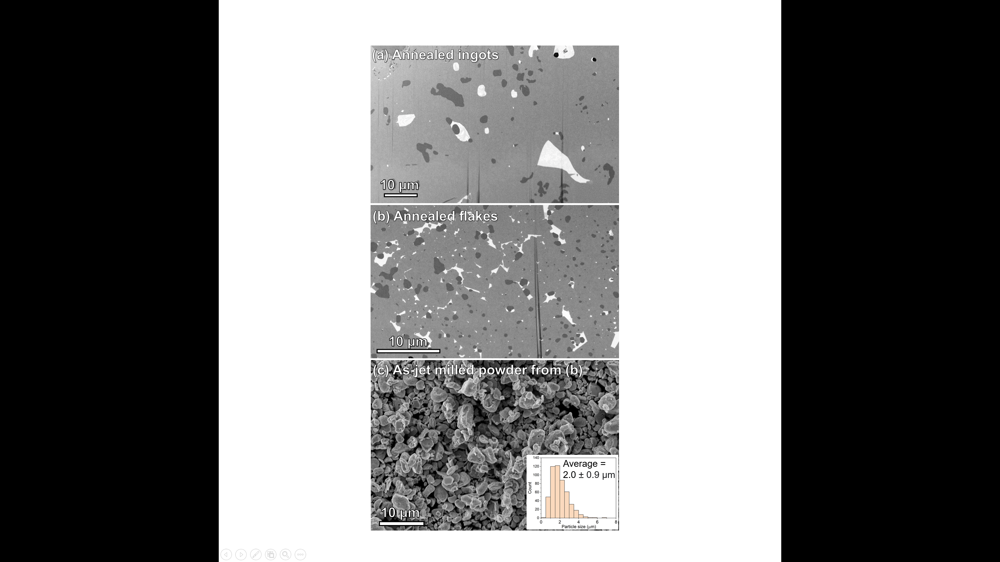 (a) Annealed ingots
10 µm
(b) Annealed flakes
10 µm
(c) As-jet milled powder from (b)
10 µm
Average =
2.0 ± 0.9 µm
140
120
100
80
60
40
20
0
Count
0 2 4 6 8
Particle size (µm)